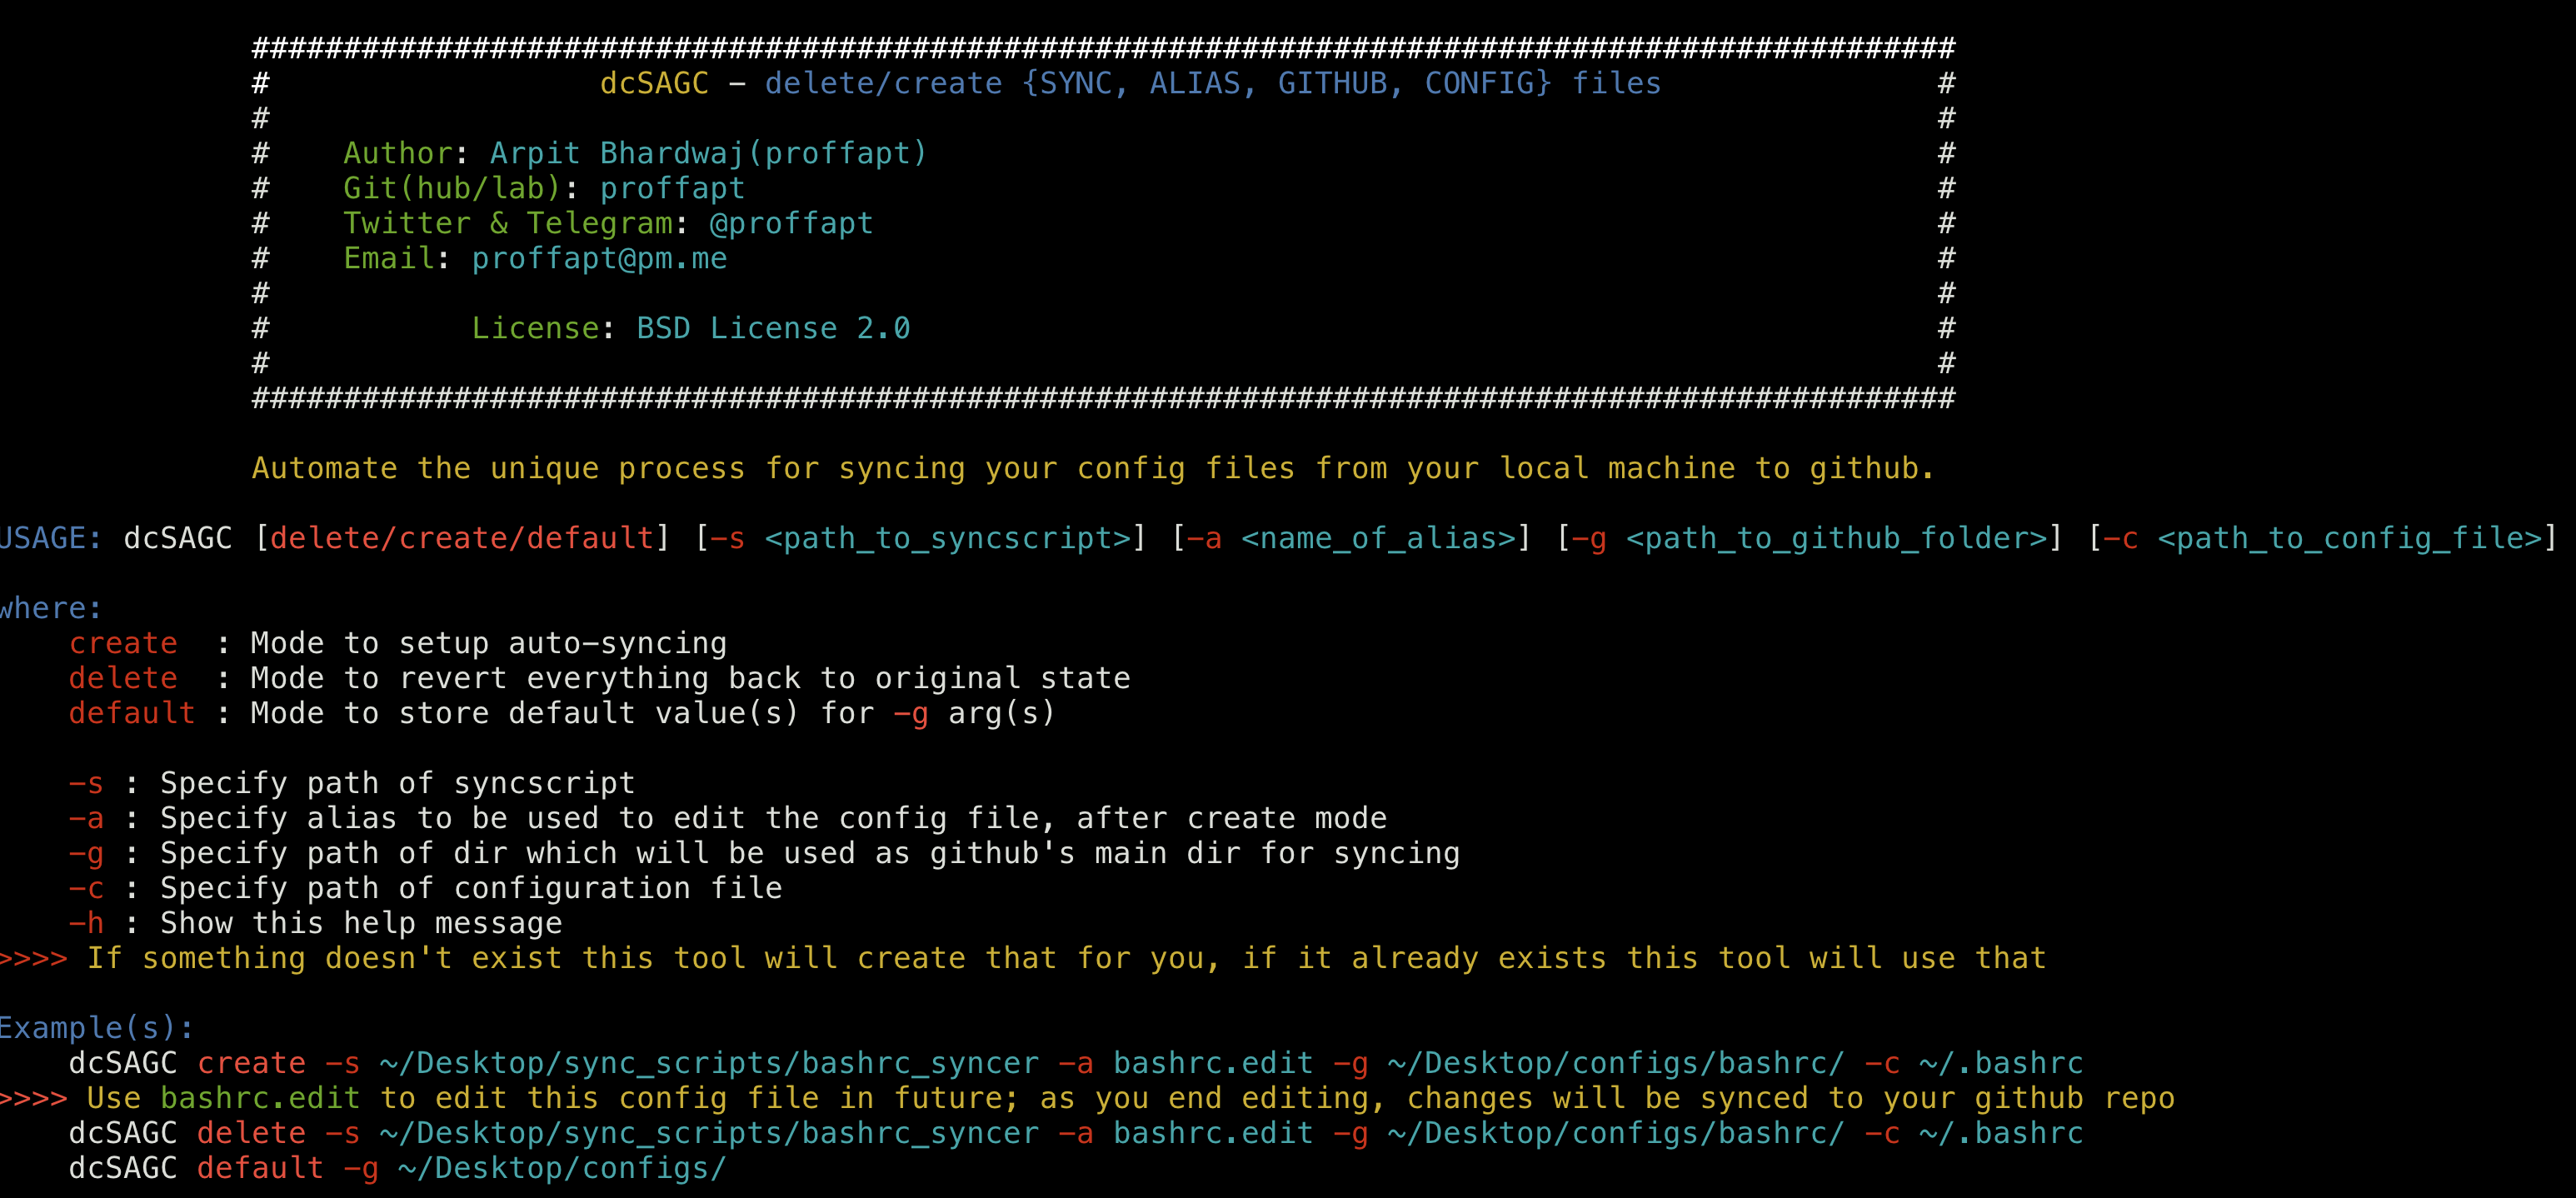 #############################################################################################
#                  dcSAGC – delete/create {SYNC, ALIAS, GITHUB, CONFIG} files               #
#                                                                                           #
#    Author: Arpit Bhardwaj(proffapt)                                                       #
#    Git(hub/lab): proffapt                                                                 #
#    Twitter & Telegram: @proffapt                                                          #
#    Email: proffapt@pm.me                                                                  #
#                                                                                           #
#           License: BSD License 2.0                                                        #
#                                                                                           #
#############################################################################################
Automate the unique process for syncing your config files from your local machine to github.
USAGE: dcSAGC [delete/create/default] [-s <path_to_syncscript>] [-a <name_of_alias>] [-g <path_to_github_folder>] [-c <path_to_config_file>]
where:
create  : Mode to setup auto-syncing
delete  : Mode to revert everything back to original state
default : Mode to store default value(s) for -g arg(s)
-s : Specify path of syncscript
-a : Specify alias to be used to edit the config file, after create mode
-g : Specify path of dir which will be used as github's main dir for syncing
-c : Specify path of configuration file
-h : Show this help message
>>>> If something doesn't exist this tool will create that for you, if it already exists this tool will use that
Example(s):
dcSAGC create -s ~/Desktop/sync_scripts/bashrc_syncer -a bashrc.edit -g ~/Desktop/configs/bashrc/ -c ~/.bashrc
>>>> Use bashrc.edit to edit this config file in future; as you end editing, changes will be synced to your github repo
dcSAGC delete -s ~/Desktop/sync_scripts/bashrc_syncer -a bashrc.edit -g ~/Desktop/configs/bashrc/ -c ~/.bashrc
dcSAGC default -g ~/Desktop/configs/